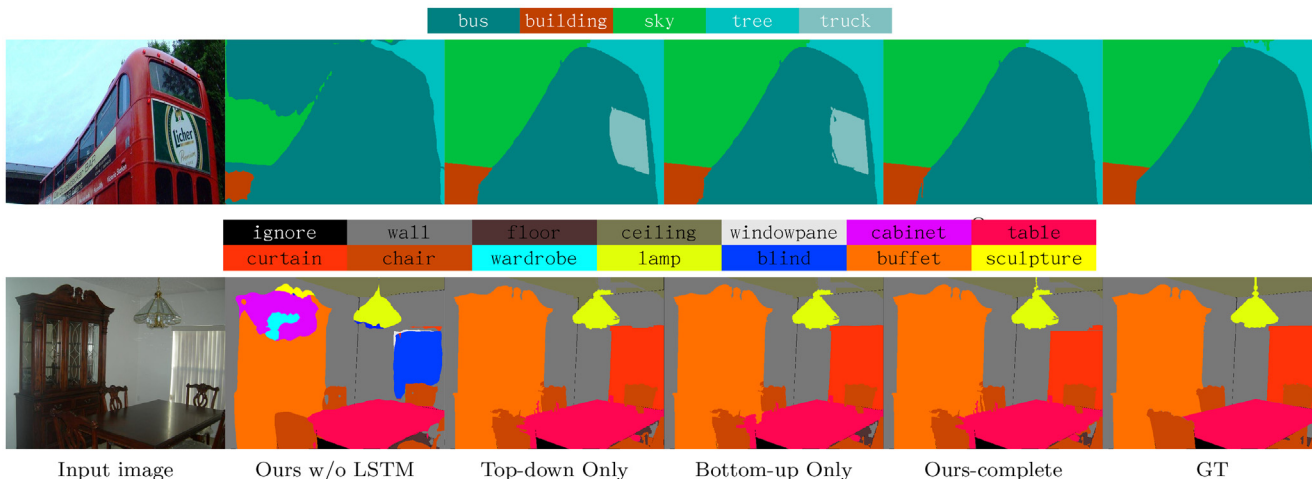 bus building sky tree truck
Licher
ignore wall floor ceiling windowpane cabinet table
curtain chair wardrobe lamp blind buffet sculpture
Input image Ours w/o LSTM Top-down Only Bottom-up Only Ours-complete GT